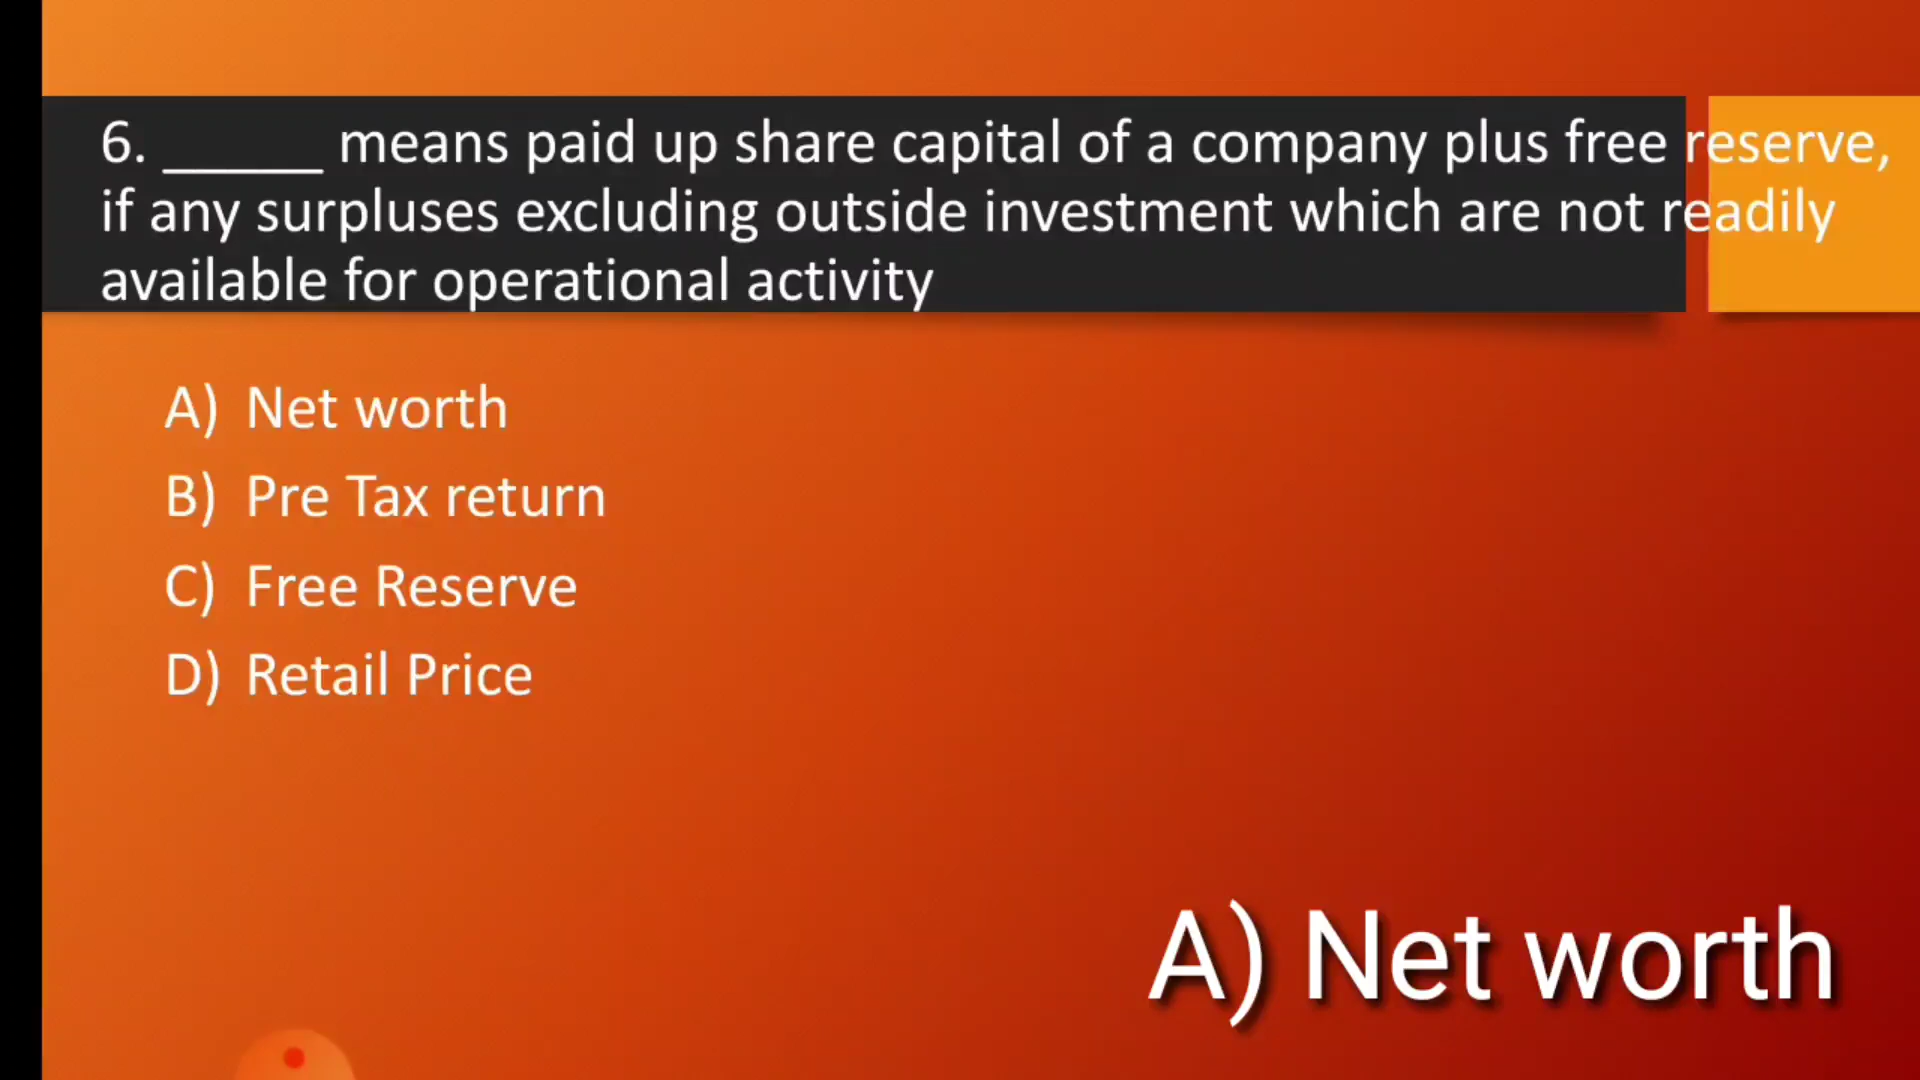 6. _____ means paid up share capital of a company plus free reserve,
if any surpluses excluding outside investment which are not readily
available for operational activity
A) Net worth
B) Pre Tax return
C) Free Reserve
D) Retail Price
A) Net worth